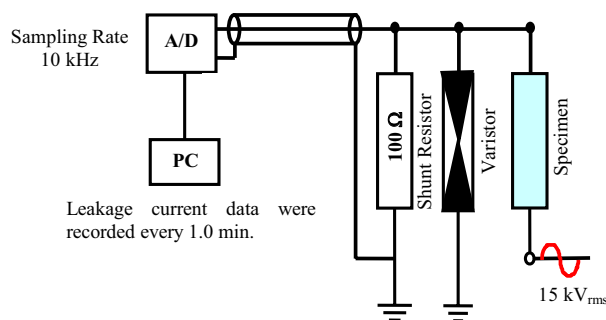 Sampling Rate
10 kHz
A/D
PC
Leakage current data were
recorded every 1.0 min.
100 Ω
Shunt Resistor
Varistor
Specimen
15 kVrms